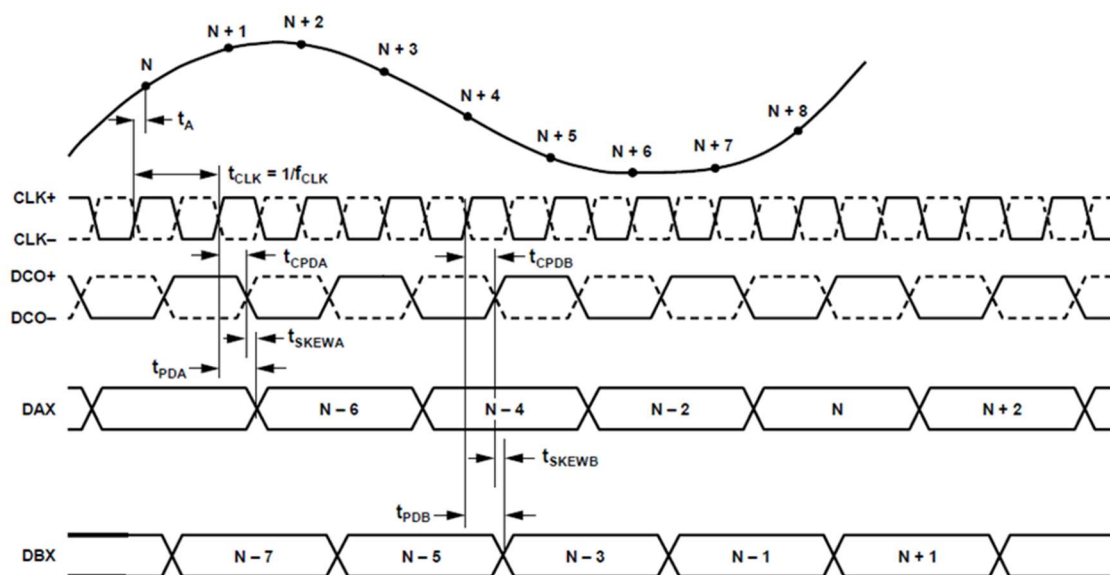 N
N + 1
N + 2
N + 3
N + 4
N + 5
N + 6
N + 7
N + 8
tA
tCLK = 1/fCLK
CLK+
CLK–
tCPDA
tCPDB
DCO+
DCO–
tSKEWA
tPDA
DAX
N – 6
N – 4
N – 2
N
N + 2
tSKEWB
tPDB
DBX
N – 7
N – 5
N – 3
N – 1
N + 1